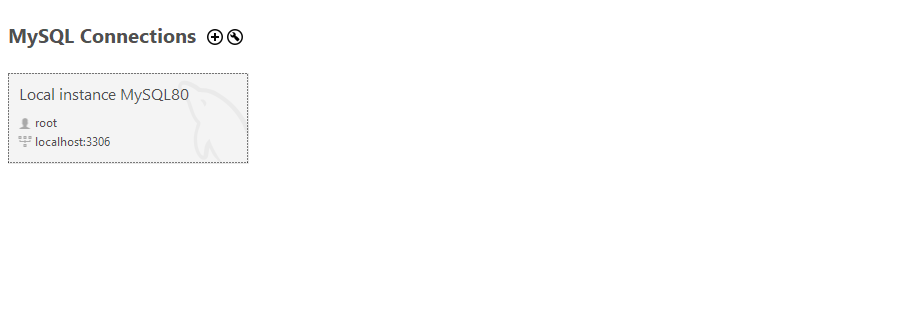 MySQL Connections
Local instance MySQL80
root
localhost:3306